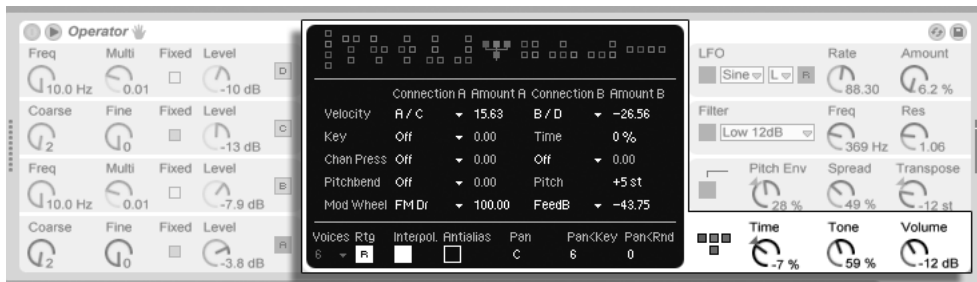 Operator
Freq Multi Fixed Level
10.0 Hz 0.01 -10 dB D
Coarse Fine Fixed Level
2 0 -13 dB C
Freq Multi Fixed Level
10.0 Hz 0.01 -7.9 dB B
Coarse Fine Fixed Level
2 0 -3.8 dB A
Connection A Amount A Connection B Amount B
Velocity A / C 15.63 B / D -26.56
Key Off 0.00 Time 0 %
Chan Press Off 0.00 Off 0.00
Pitchbend Off 0.00 Pitch +5 st
Mod Wheel FM Dr 100.00 FeedB -43.75
Voices Rtg Interpol. Antialias Pan Pan<Key Pan<Rnd
6 R C 6 0
LFO Rate Amount
Sine L R 88.30 6.2 %
Filter Freq Res
Low 12dB 369 Hz 1.06
Pitch Env Spread Transpose
28 % 49 % -12 st
Time Tone Volume
-7 % 59 % -12 dB